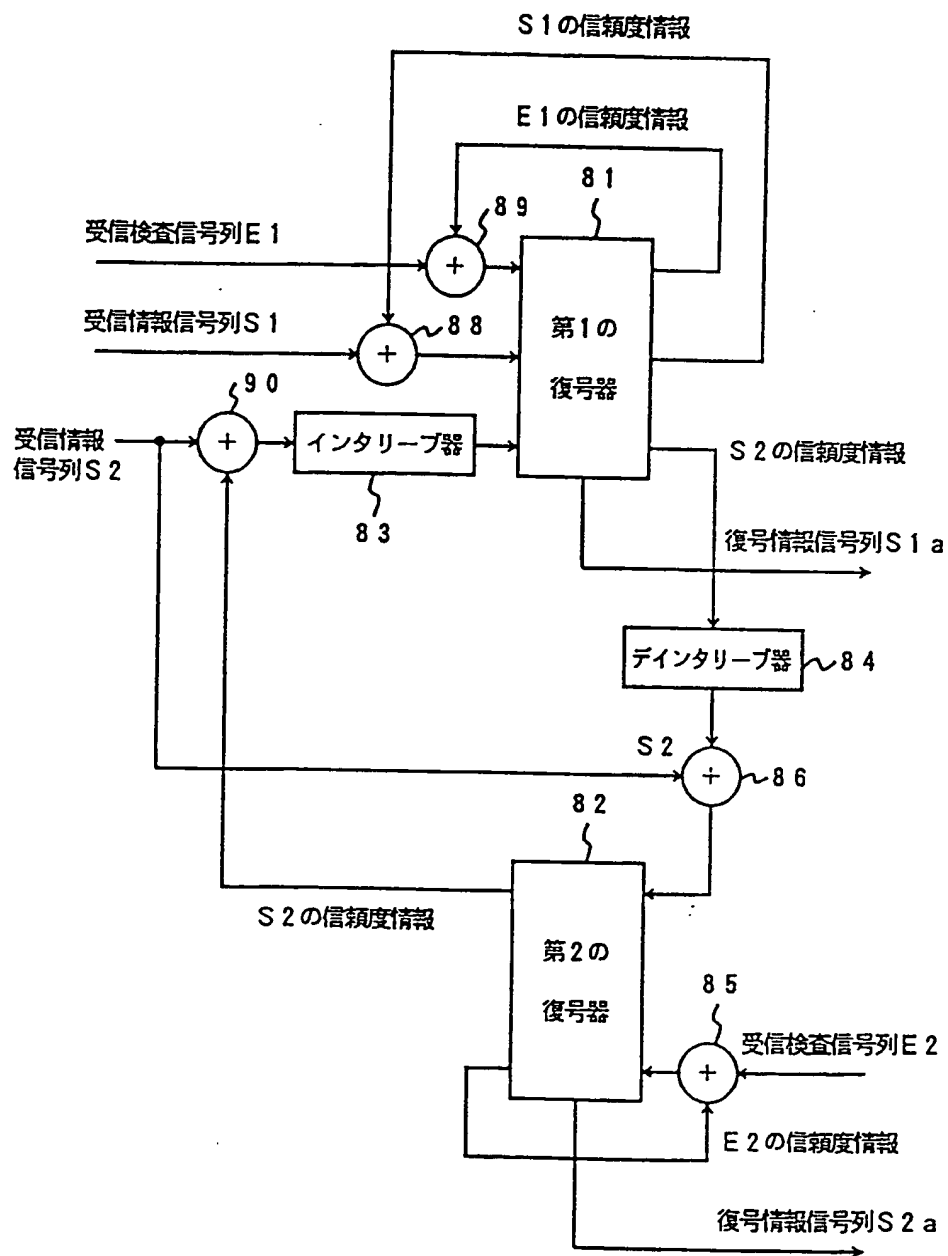 S1の信頼度情報
E1の信頼度情報
81
89
受信検査信号列E1
+
受信情報信号列S1
88
+
第1の
復号器
90
受信情報
信号列S2
+
インタリーブ器
83
S2の信頼度情報
復号情報信号列S1a
デインタリーブ器
84
S2
+
86
82
S2の信頼度情報
第2の
復号器
85
受信検査信号列E2
+
E2の信頼度情報
復号情報信号列S2a